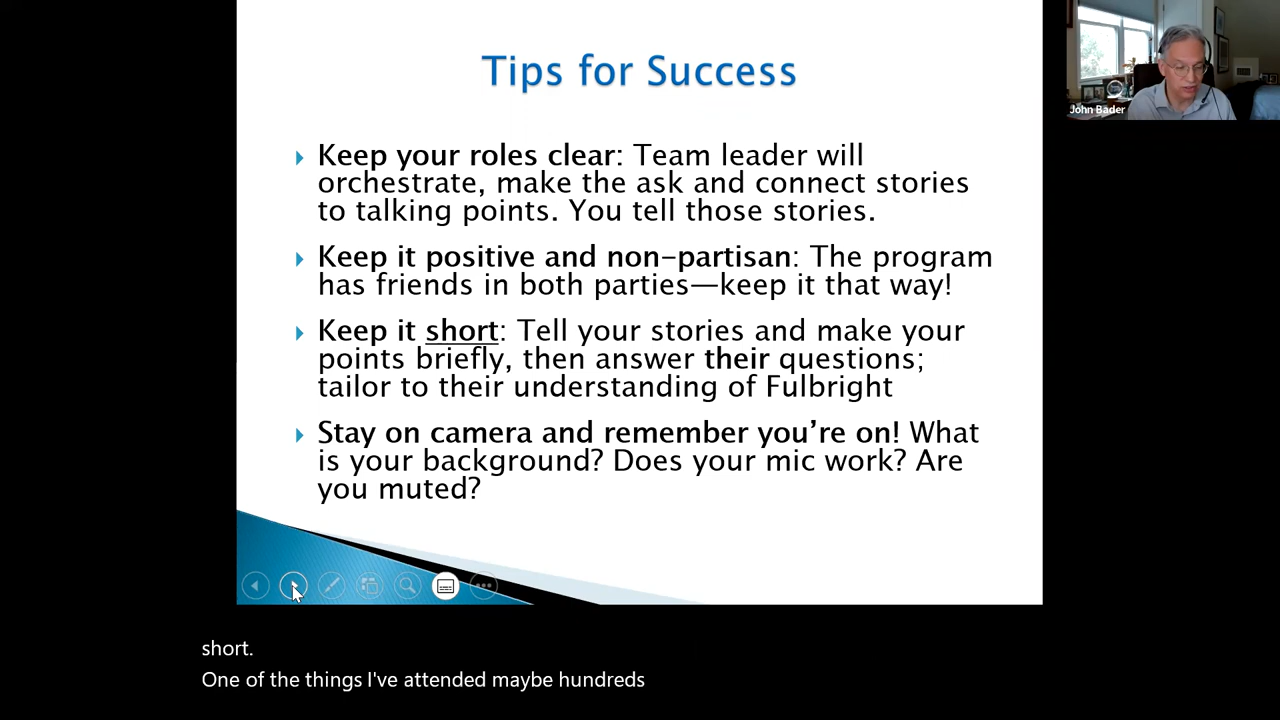 Tips for Success
John Bader
Keep your roles clear: Team leader will
orchestrate, make the ask and connect stories
to talking points. You tell those stories.
Keep it positive and non-partisan: The program
has friends in both parties—keep it that way!
Keep it short: Tell your stories and make your
points briefly, then answer their questions;
tailor to their understanding of Fulbright
Stay on camera and remember you’re on! What
is your background? Does your mic work? Are
you muted?
short.
One of the things I've attended maybe hundreds